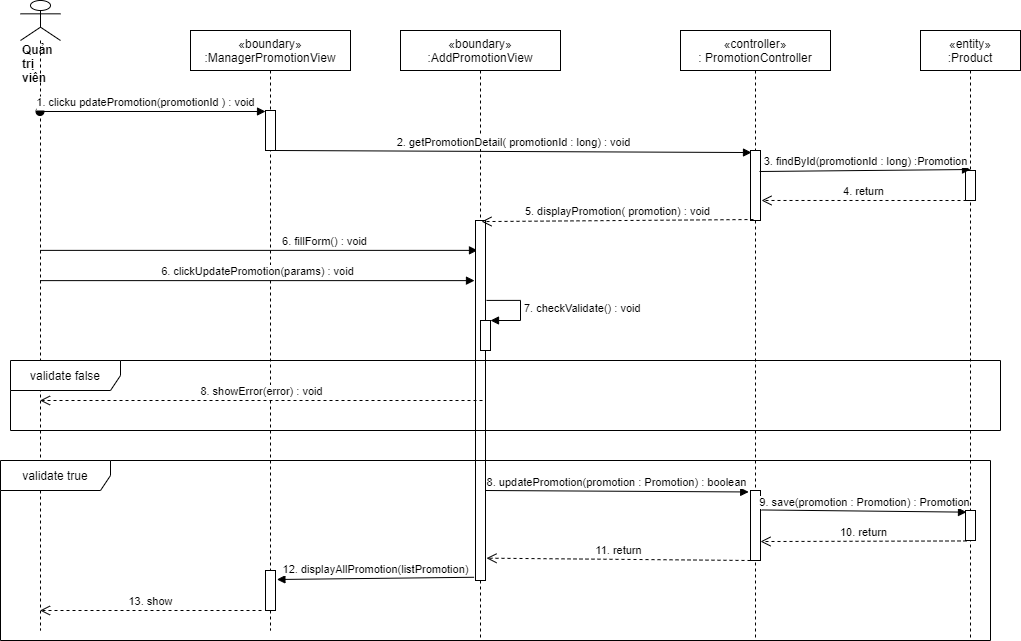 Quản
trị
viên
«boundary»
:ManagerPromotionView
«boundary»
:AddPromotionView
«controller»
: PromotionController
«entity»
:Product
1. clicku pdatePromotion(promotionId ) : void
2. getPromotionDetail( promotionId : long) : void
3. findById(promotionId : long) :Promotion
4. return
5. displayPromotion( promotion) : void
6. fillForm() : void
6. clickUpdatePromotion(params) : void
7. checkValidate() : void
validate false
8. showError(error) : void
validate true
8. updatePromotion(promotion : Promotion) : boolean
9. save(promotion : Promotion) : Promotion
10. return
11. return
12. displayAllPromotion(listPromotion)
13. show